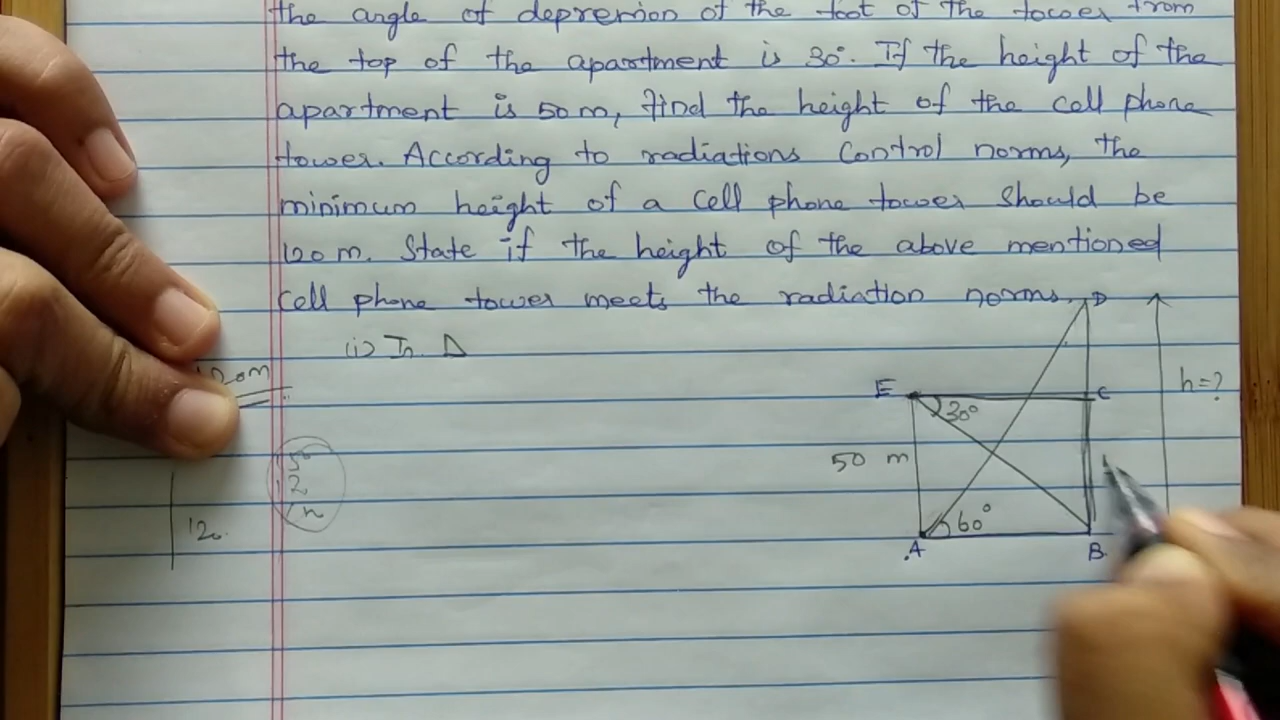 the angle of depression of the foot of the tower from
the top of the apartment is 30°. If the height of the
apartment is 50 m, find the height of the cell phone
tower. According to radiations control norms, the
minimum height of a cell phone tower should be
120 m. State if the height of the above mentioned
cell phone tower meets the radiation norms.
D
(i) In Δ
120m
E
C
h=?
30°
50 m
60°
120
A
B